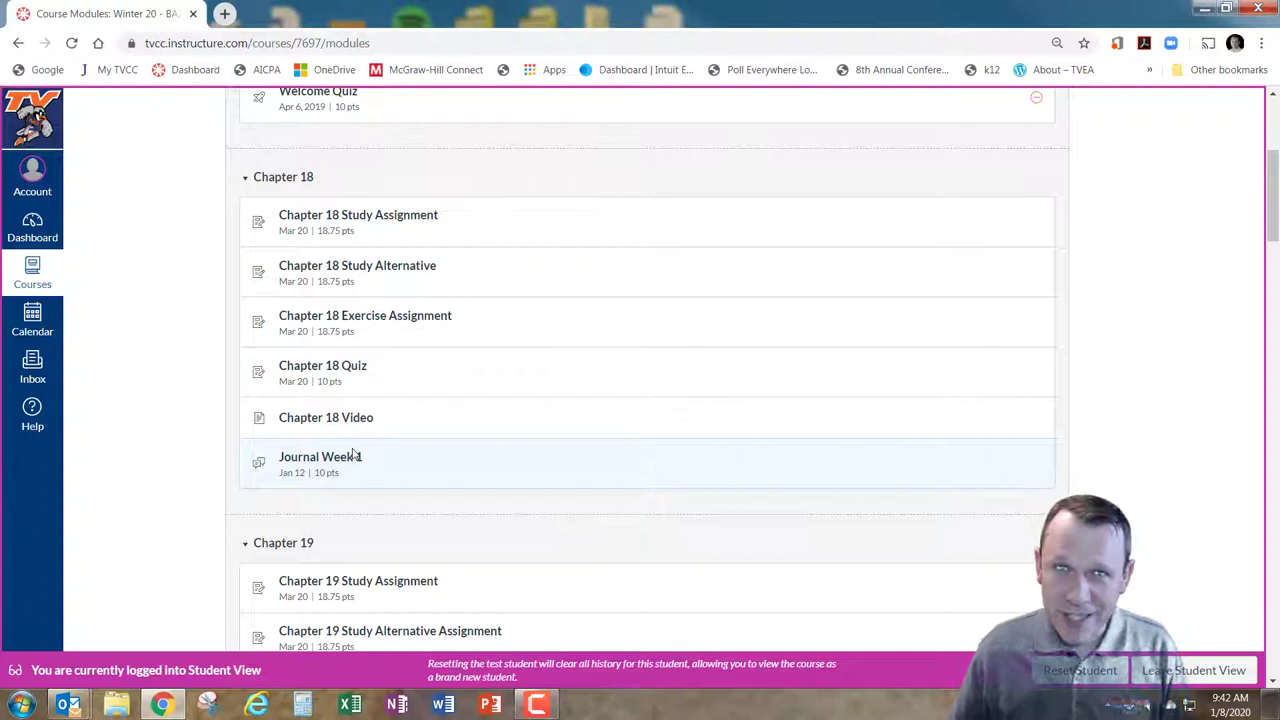 Course Modules: Winter 20 - BA
tvcc.instructure.com/courses/7697/modules
Google
My TVCC
Dashboard
AICPA
OneDrive
McGraw-Hill Connect
Apps
Dashboard | Intuit E...
Poll Everywhere Lo...
8th Annual Confere...
k12
About – TVEA
»
Other bookmarks
TV
Account
Dashboard
Courses
Calendar
Inbox
Help
Welcome Quiz
Apr 6, 2019 | 10 pts
Chapter 18
Chapter 18 Study Assignment
Mar 20 | 18.75 pts
Chapter 18 Study Alternative
Mar 20 | 18.75 pts
Chapter 18 Exercise Assignment
Mar 20 | 18.75 pts
Chapter 18 Quiz
Mar 20 | 10 pts
Chapter 18 Video
Journal Week 1
Jan 12 | 10 pts
Chapter 19
Chapter 19 Study Assignment
Mar 20 | 18.75 pts
Chapter 19 Study Alternative Assignment
Mar 20 | 18.75 pts
You are currently logged into Student View
Resetting the test student will clear all history for this student, allowing you to view the course as
a brand new student.
Reset Student
Leave Student View
9:42 AM
1/8/2020